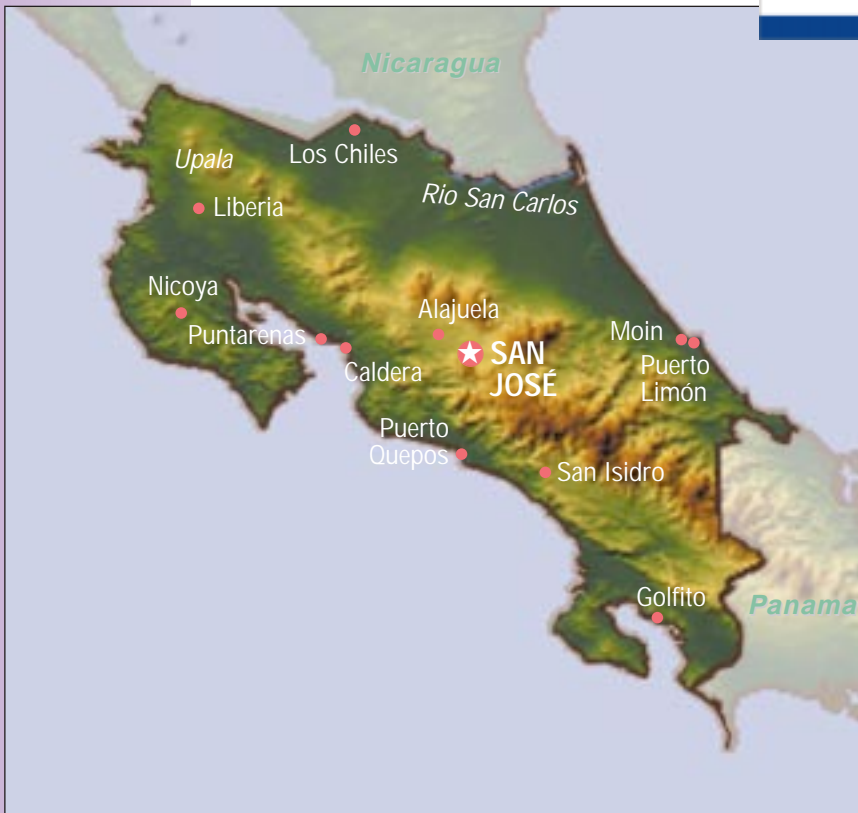 Nicaragua
Los Chiles
Upala
Rio San Carlos
Liberia
Nicoya
Alajuela
Puntarenas
Moin
SAN
JOSÉ
Caldera
Puerto
Limón
Puerto
Quepos
San Isidro
Golfito
Panama